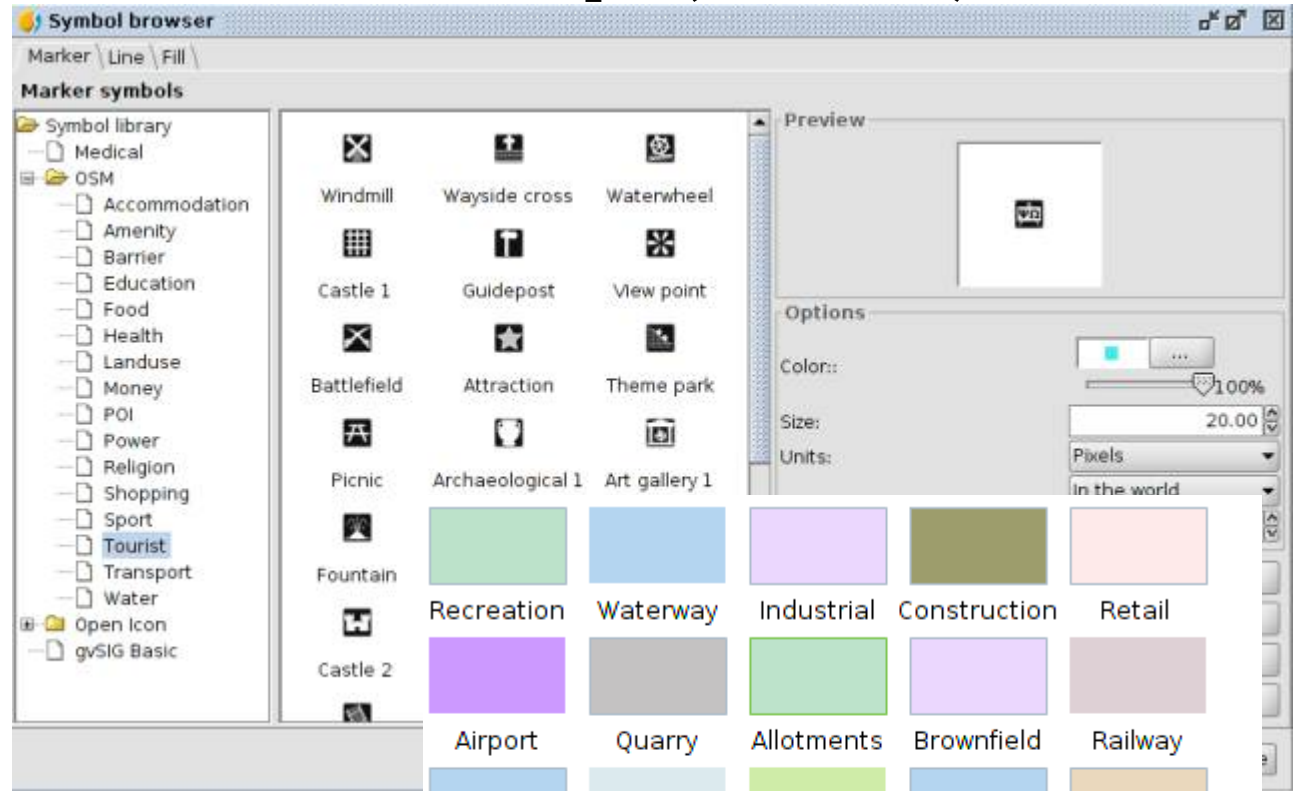 Symbol browser
Marker Line Fill
Marker symbols
Symbol library
Medical
OSM
Accommodation
Amenity
Barrier
Education
Food
Health
Landuse
Money
POI
Power
Religion
Shopping
Sport
Tourist
Transport
Water
Open Icon
gvSIG Basic
Windmill Wayside cross Waterwheel
Castle 1 Guidepost View point
Battlefield Attraction Theme park
Picnic Archaeological 1 Art gallery 1
Fountain
Castle 2
Preview
ΨΩ
Options
Color::
...
100%
Size: 20.00
Units: Pixels
In the world
Recreation Waterway Industrial Construction Retail
Airport Quarry Allotments Brownfield Railway